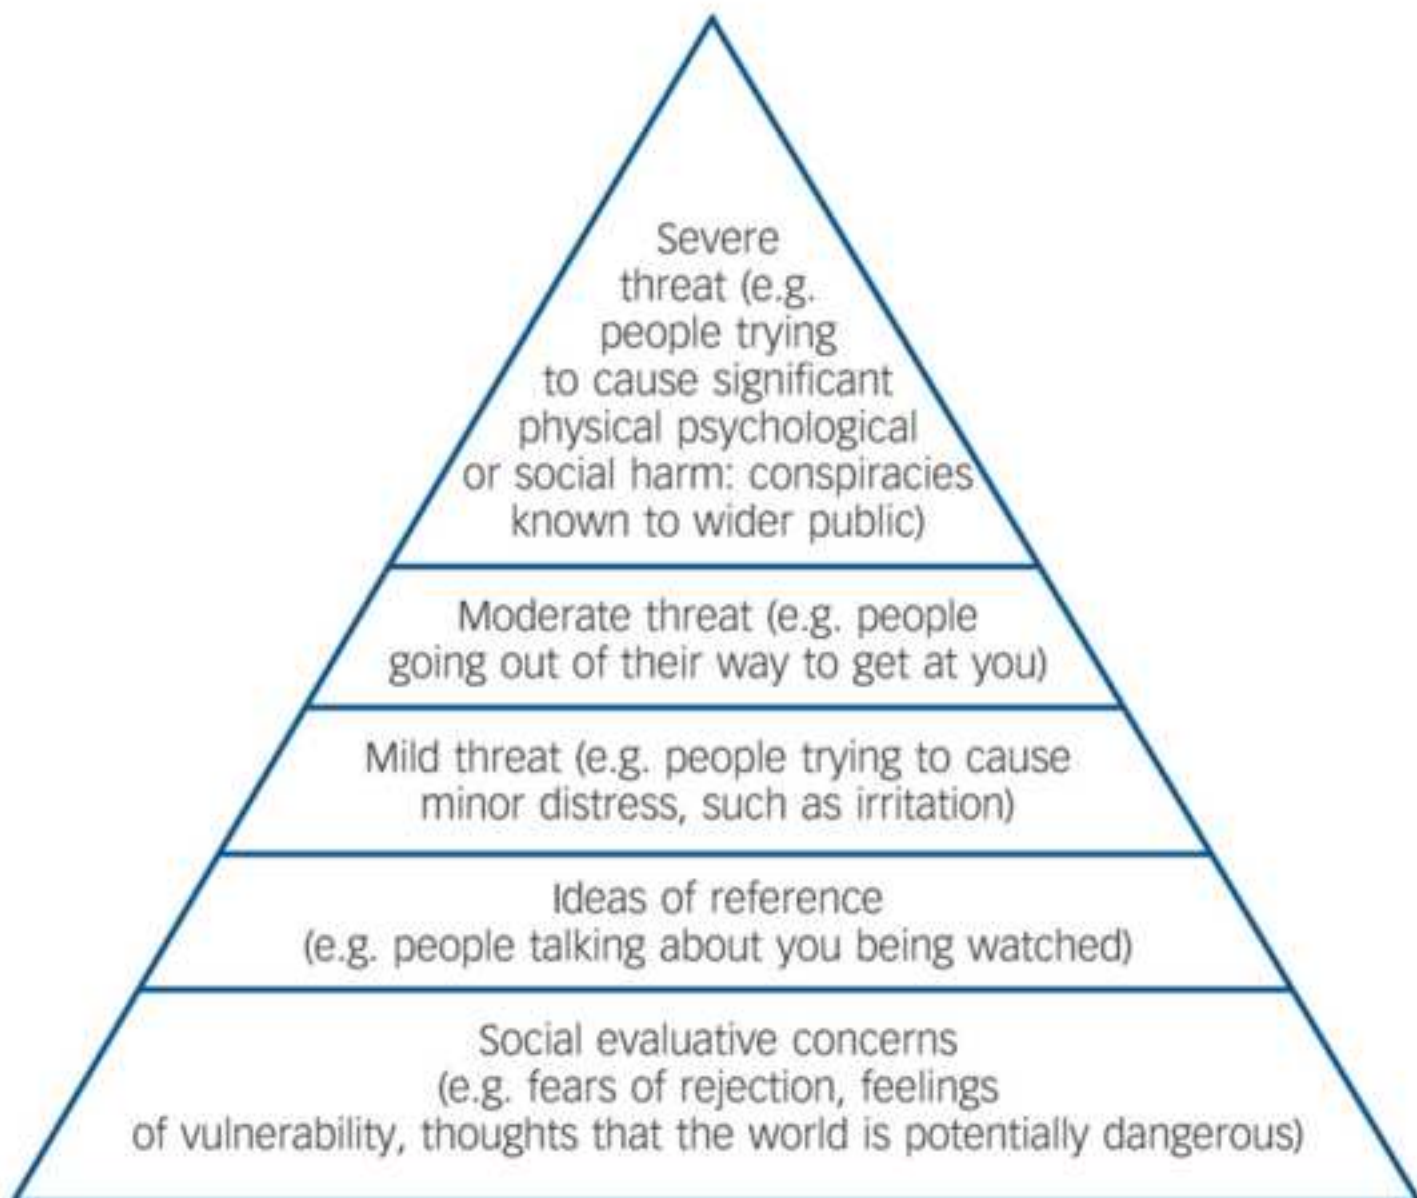 Severe
threat (e.g.
people trying
to cause significant
physical psychological
or social harm: conspiracies
known to wider public)
Moderate threat (e.g. people
going out of their way to get at you)
Mild threat (e.g. people trying to cause
minor distress, such as irritation)
Ideas of reference
(e.g. people talking about you being watched)
Social evaluative concerns
(e.g. fears of rejection, feelings
of vulnerability, thoughts that the world is potentially dangerous)